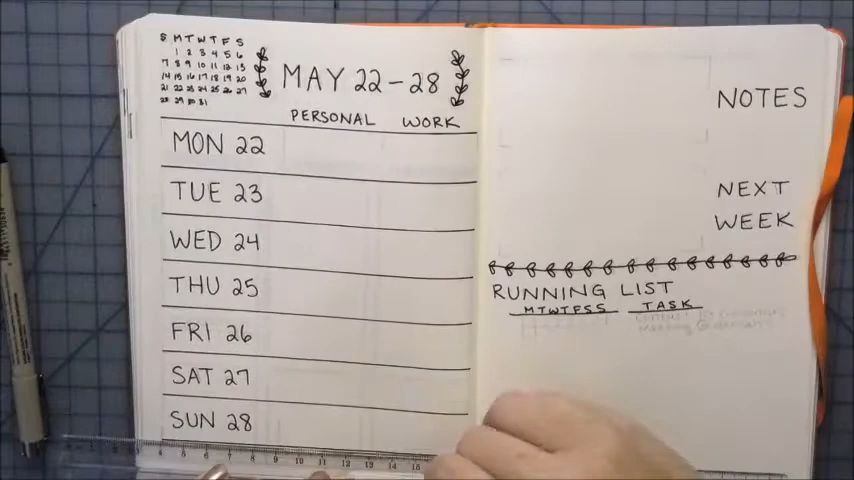 S M T W T F S
1 2 3 4 5 6
7 8 9 10 11 12 13
14 15 16 17 18 19 20
21 22 23 24 25 26 27
28 29 30 31
MAY 22-28
PERSONAL WORK
MON 22
TUE 23
WED 24
THU 25
FRI 26
SAT 27
SUN 28
NOTES
NEXT
WEEK
RUNNING LIST
MTWTFSS TASK